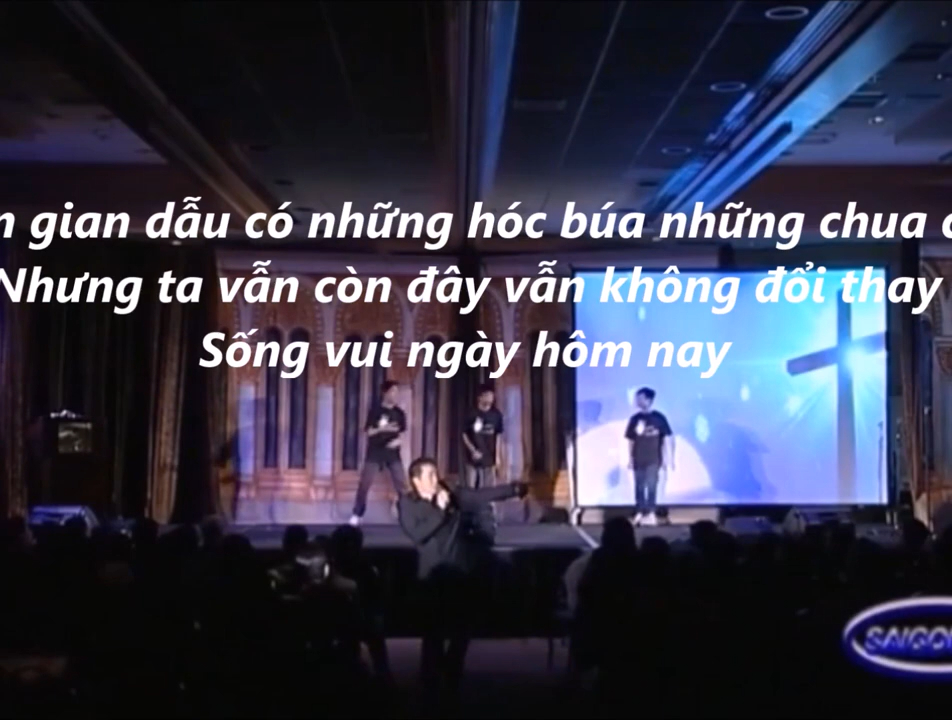 gian dẫu có những hóc búa những chua
Nhưng ta vẫn còn đây vẫn không đổi thay
Sống vui ngày hôm nay